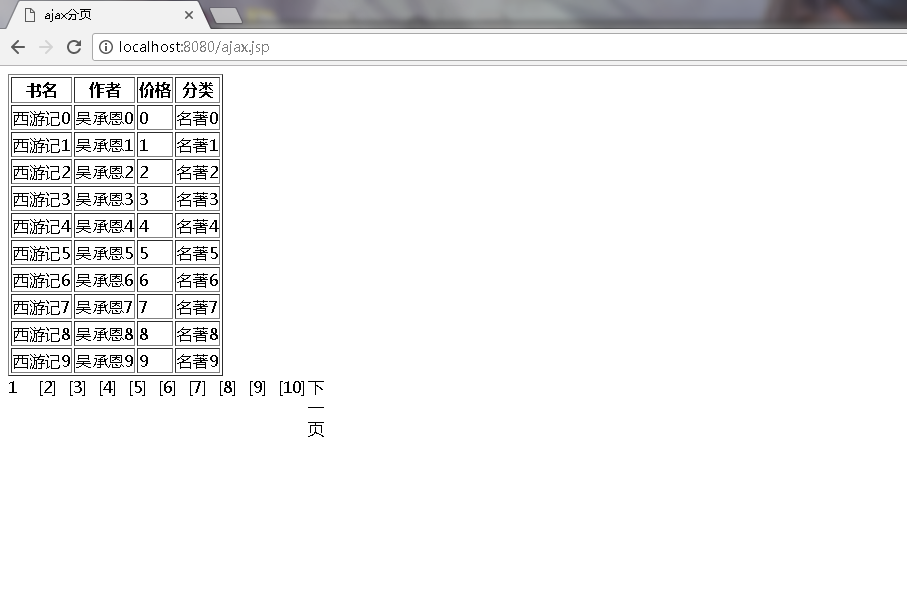 ajax分页
localhost:8080/ajax.jsp
书名 作者 价格 分类
西游记0 吴承恩0 0 名著0
西游记1 吴承恩1 1 名著1
西游记2 吴承恩2 2 名著2
西游记3 吴承恩3 3 名著3
西游记4 吴承恩4 4 名著4
西游记5 吴承恩5 5 名著5
西游记6 吴承恩6 6 名著6
西游记7 吴承恩7 7 名著7
西游记8 吴承恩8 8 名著8
西游记9 吴承恩9 9 名著9
1 [2] [3] [4] [5] [6] [7] [8] [9] [10] 下
一
页